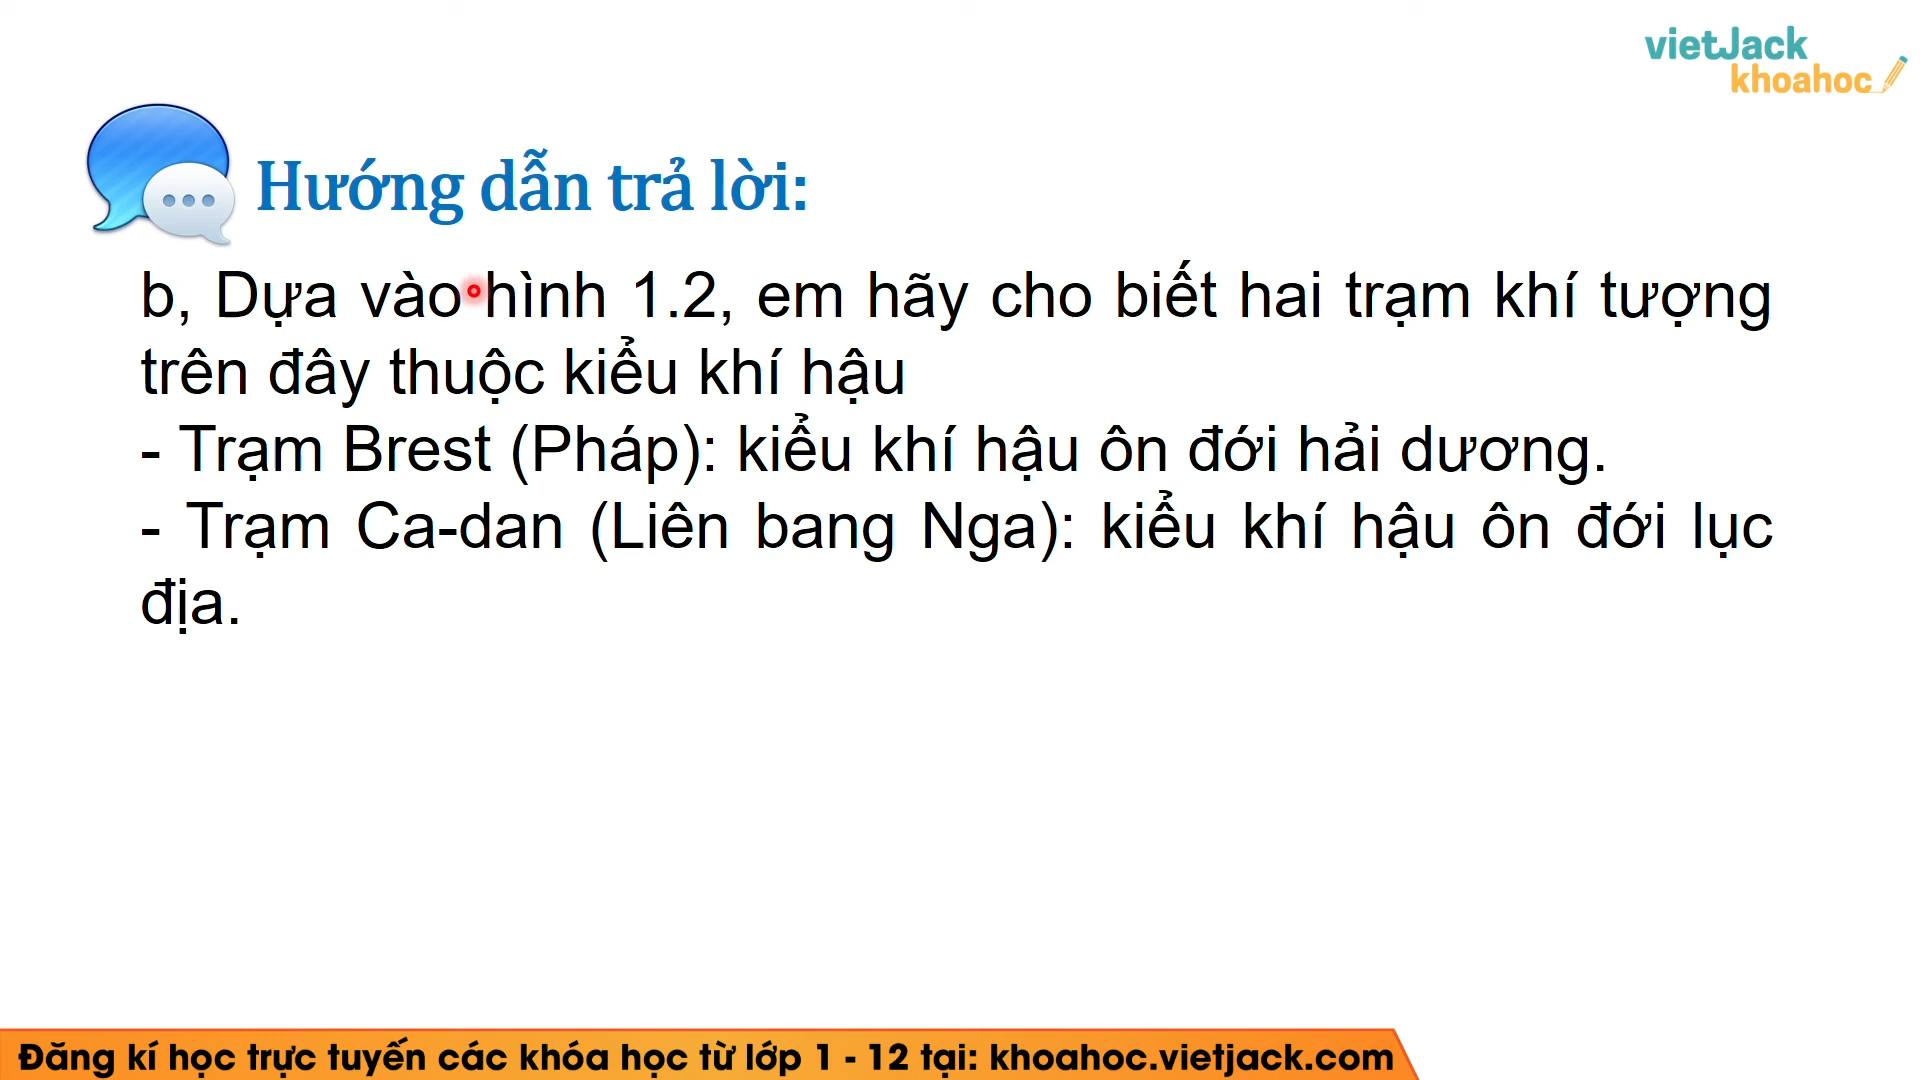 vietJack
khoahoc
Hướng dẫn trả lời:
b, Dựa vào hình 1.2, em hãy cho biết hai trạm khí tượng
trên đây thuộc kiểu khí hậu
- Trạm Brest (Pháp): kiểu khí hậu ôn đới hải dương.
- Trạm Ca-dan (Liên bang Nga): kiểu khí hậu ôn đới lục
địa.
Đăng kí học trực tuyến các khóa học từ lớp 1 - 12 tại: khoahoc.vietjack.com